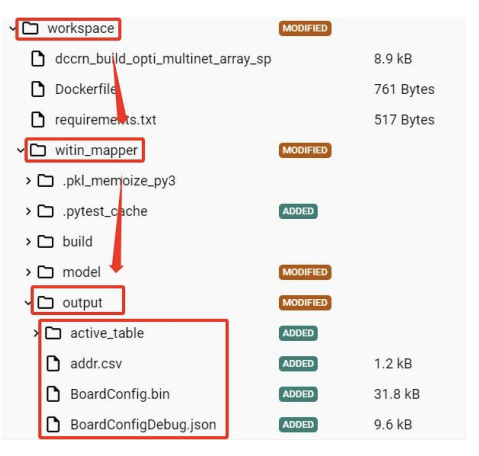 workspace MODIFIED
dccrn_build_opti_multinet_array_sp 8.9 kB
Dockerfile 761 Bytes
requirements.txt 517 Bytes
witin_mapper MODIFIED
.pkl_memoize_py3
.pytest_cache ADDED
build
model MODIFIED
output MODIFIED
active_table ADDED
addr.csv ADDED 1.2 kB
BoardConfig.bin ADDED 31.8 kB
BoardConfigDebug.json ADDED 9.6 kB